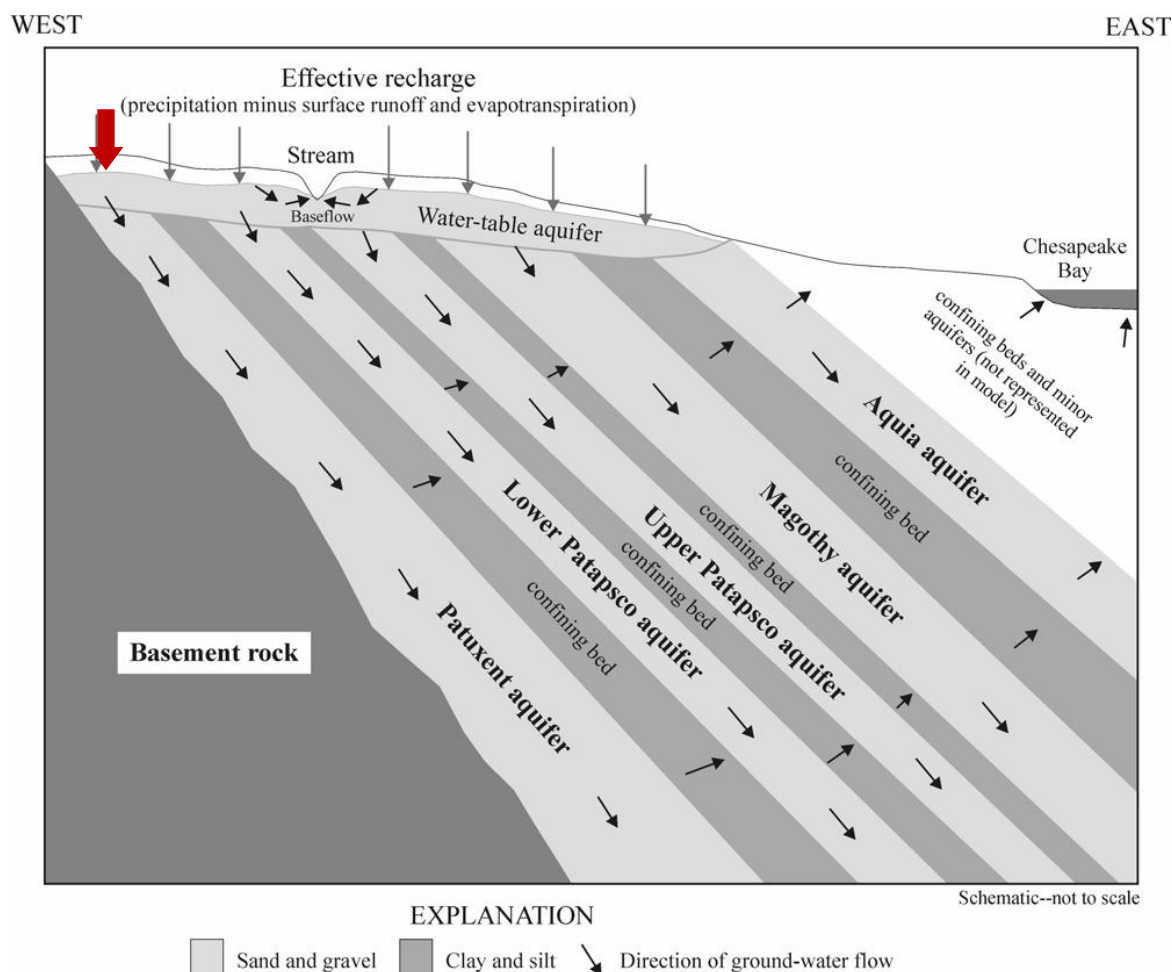 WEST
EAST
Effective recharge
(precipitation minus surface runoff and evapotranspiration)
Stream
Baseflow
Water-table aquifer
Chesapeake
Bay
confining beds and minor
aquifers (not represented
in model)
Aquia aquifer
confining bed
Magothy aquifer
confining bed
Upper Patapsco aquifer
confining bed
Lower Patapsco aquifer
confining bed
Patuxent aquifer
Basement rock
Schematic--not to scale
EXPLANATION
Sand and gravel
Clay and silt
Direction of ground-water flow